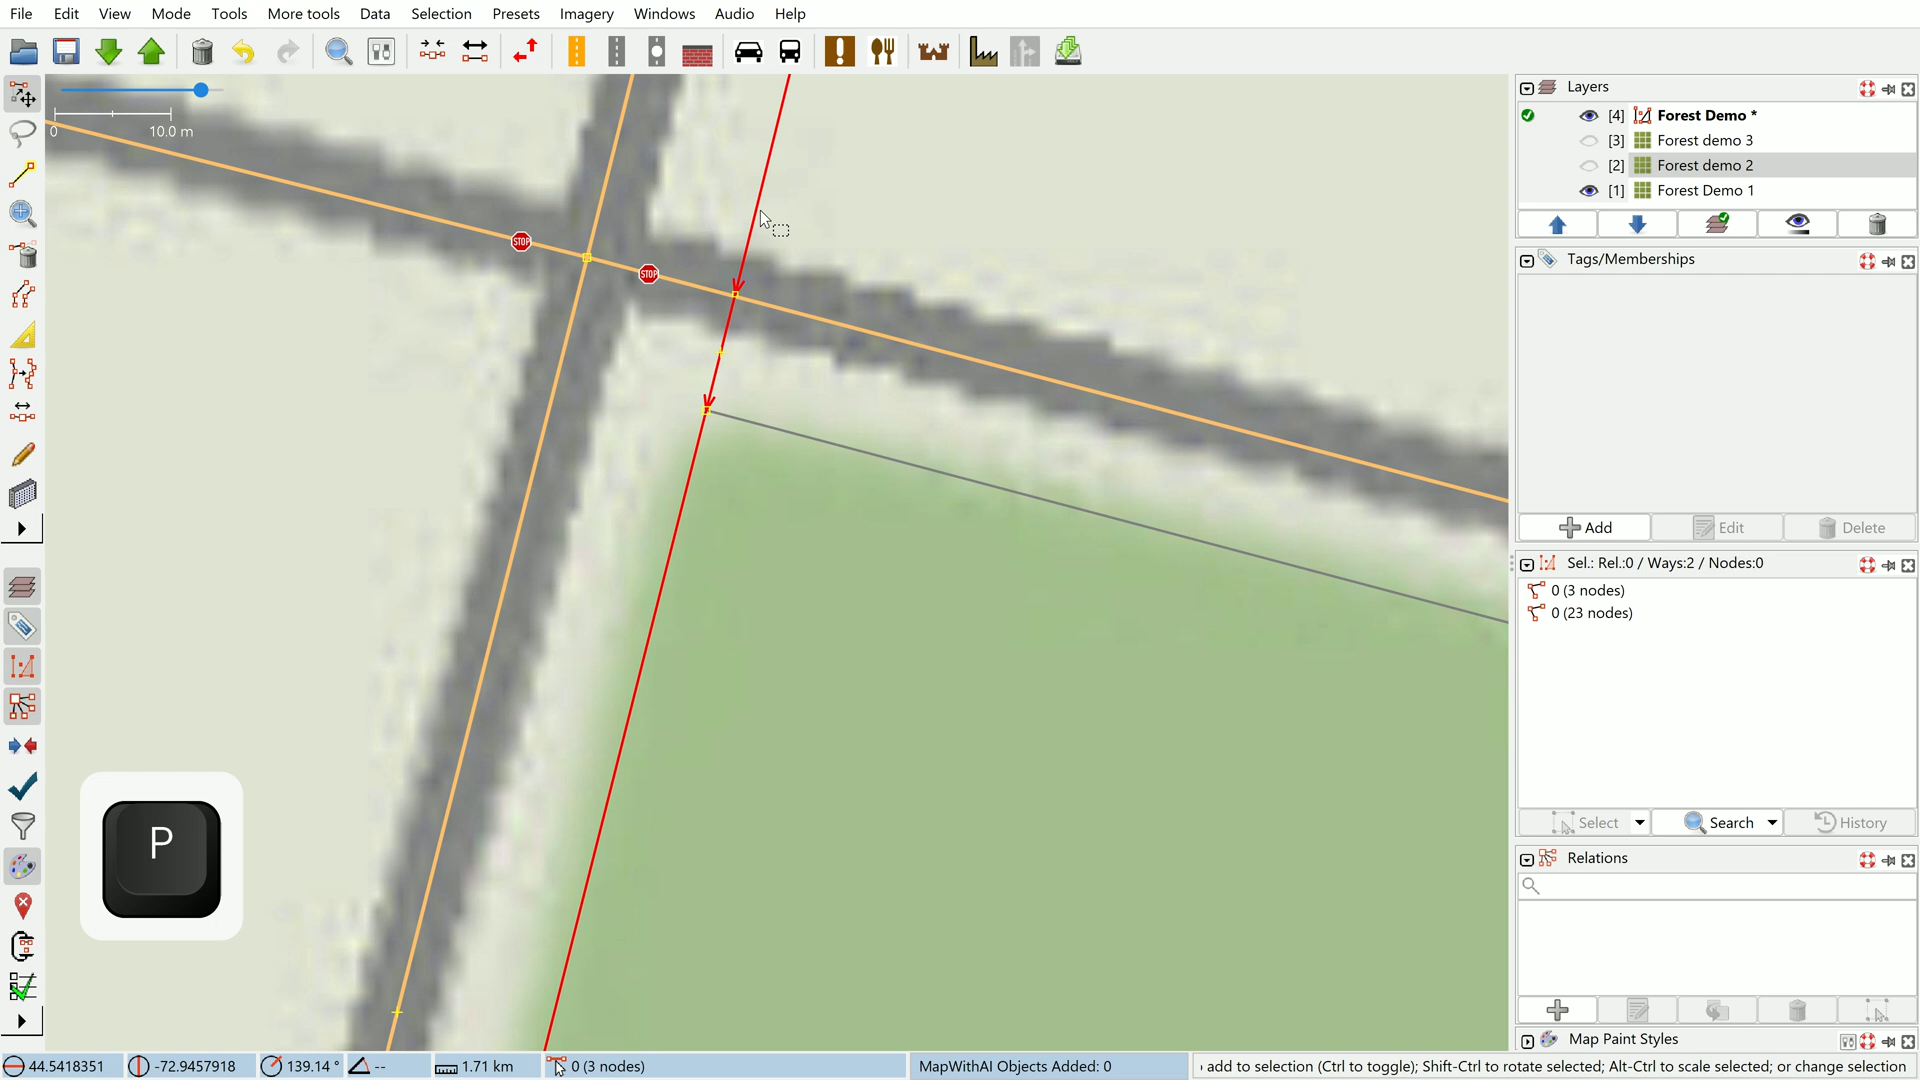 File Edit View Mode Tools More tools Data Selection Presets Imagery Windows Audio Help
0 10.0 m
STOP
STOP
P
Layers
[4] Forest Demo *
[3] Forest demo 3
[2] Forest demo 2
[1] Forest Demo 1
Tags/Memberships
Add Edit Delete
Sel.: Rel.:0 / Ways:2 / Nodes:0
0 (3 nodes)
0 (23 nodes)
Select Search History
Relations
Map Paint Styles
44.5418351 -72.9457918 139.14 ° -- 1.71 km 0 (3 nodes) MapWithAI Objects Added: 0 add to selection (Ctrl to toggle); Shift-Ctrl to rotate selected; Alt-Ctrl to scale selected; or change selection